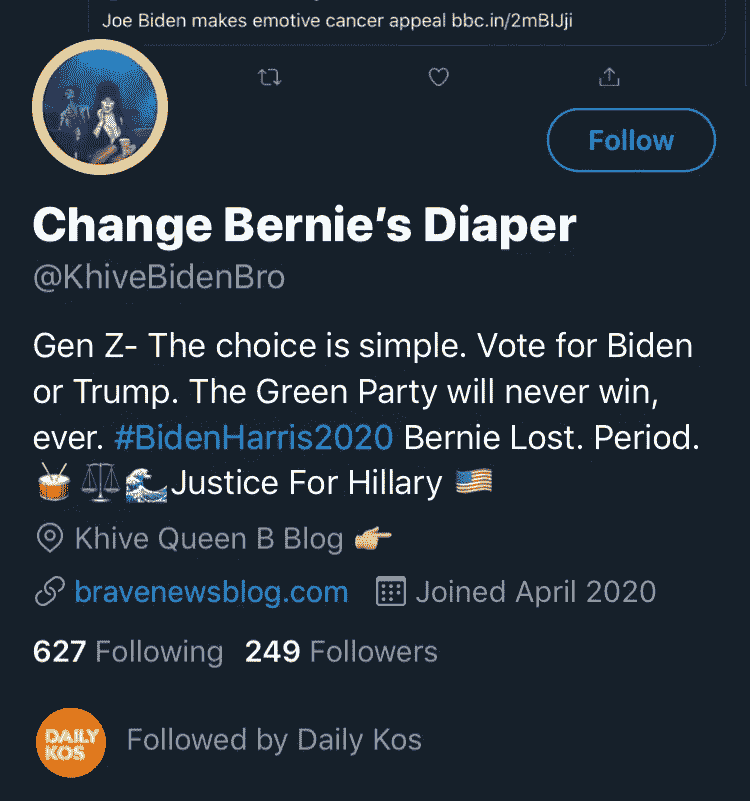 Joe Biden makes emotive cancer appeal bbc.in/2mBIJji
Follow
Change Bernie’s Diaper
@KhiveBidenBro
Gen Z- The choice is simple. Vote for Biden
or Trump. The Green Party will never win,
ever. #BidenHarris2020 Bernie Lost. Period.
🥁⚖️🌊Justice For Hillary 🇺🇸
Khive Queen B Blog 👉🏼
bravenewsblog.com Joined April 2020
627 Following 249 Followers
DAILY
KOS
Followed by Daily Kos